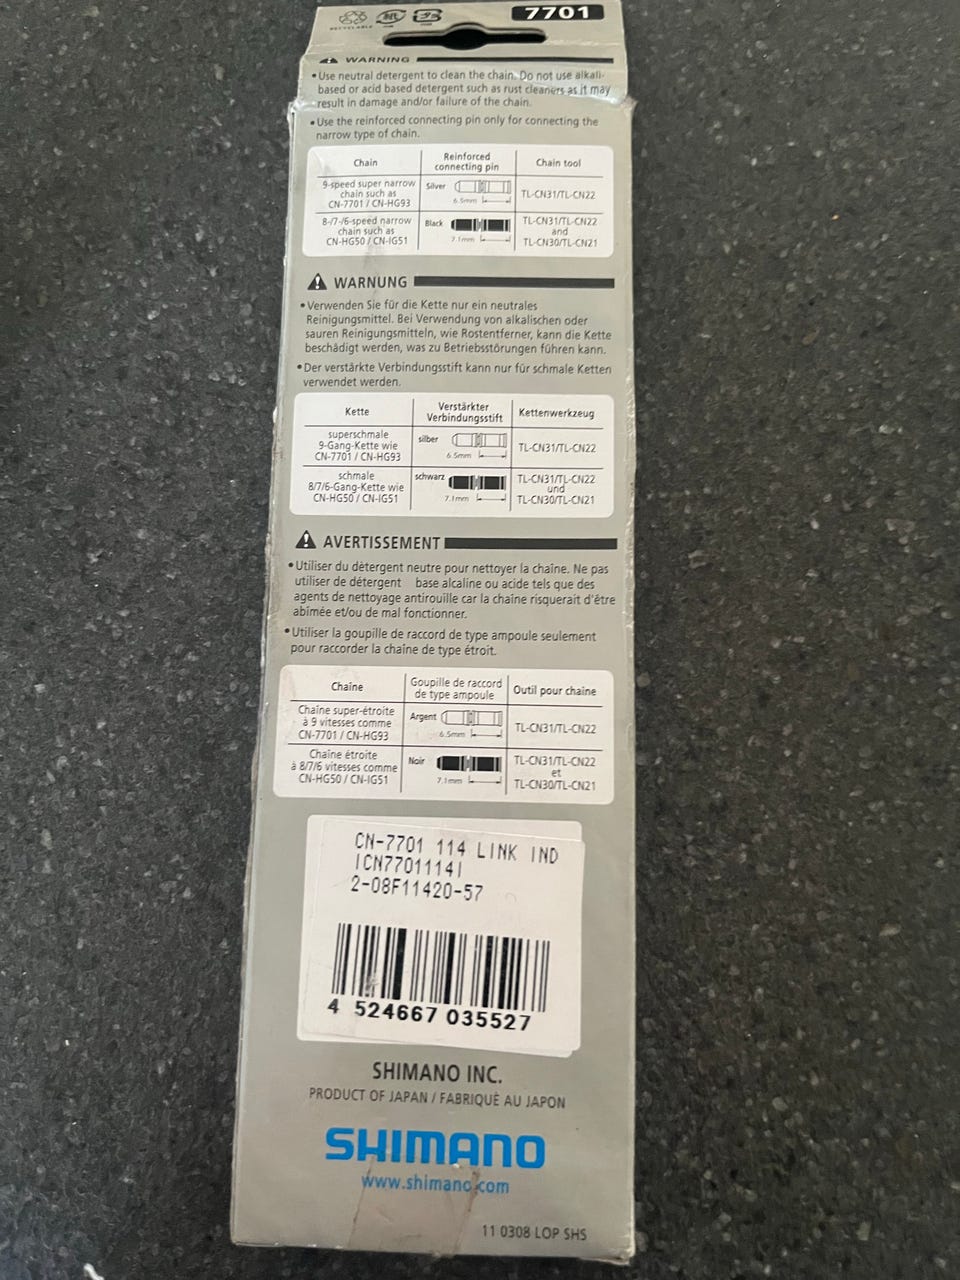 7701
RECYCLABLE
WARNING
•Use neutral detergent to clean the chain. Do not use alkali-
based or acid based detergent such as rust cleaners as it may
result in damage and/or failure of the chain.
•Use the reinforced connecting pin only for connecting the
narrow type of chain.
Chain Reinforced connecting pin Chain tool
9-speed super narrow
chain such as
CN-7701 / CN-HG93
Silver
6.5mm
TL-CN31/TL-CN22
8-/7-/6-speed narrow
chain such as
CN-HG50 / CN-IG51
Black
7.1mm
TL-CN31/TL-CN22
and
TL-CN30/TL-CN21
WARNUNG
•Verwenden Sie für die Kette nur ein neutrales
Reinigungsmittel. Bei Verwendung von alkalischen oder
sauren Reinigungsmitteln, wie Rostentferner, kann die Kette
beschädigt werden, was zu Betriebsstörungen führen kann.
•Der verstärkte Verbindungsstift kann nur für schmale Ketten
verwendet werden.
Kette Verstärkter Verbindungsstift Kettenwerkzeug
superschmale
9-Gang-Kette wie
CN-7701 / CN-HG93
silber
6.5mm
TL-CN31/TL-CN22
schmale
8/7/6-Gang-Kette wie
CN-HG50 / CN-IG51
schwarz
7.1mm
TL-CN31/TL-CN22
und
TL-CN30/TL-CN21
AVERTISSEMENT
•Utiliser du dètergent neutre pour nettoyer la chaîne. Ne pas
utiliser de détergent base alcaline ou acide tels que des
agents de nettoyage antirouille car la chaîne risquerait d'être
abimée et/ou de mal fonctionner.
•Utiliser la goupille de raccord de type ampoule seulement
pour raccorder la chaîne de type étroit.
Chaîne Goupille de raccord de type ampoule Outil pour chaîne
Chaîne super-étroite
à 9 vitesses comme
CN-7701 / CN-HG93
Argent
6.5mm
TL-CN31/TL-CN22
Chaîne étroite
à 8/7/6 vitesses comme
CN-HG50 / CN-IG51
Noir
7.1mm
TL-CN31/TL-CN22
et
TL-CN30/TL-CN21
CN-7701 114 LINK IND
ICN7701114I
2-08F11420-57
4 524667 035527
SHIMANO INC.
PRODUCT OF JAPAN / FABRIQUÈ AU JAPON
SHIMANO
www.shimano.com
11 0308 LOP SHS